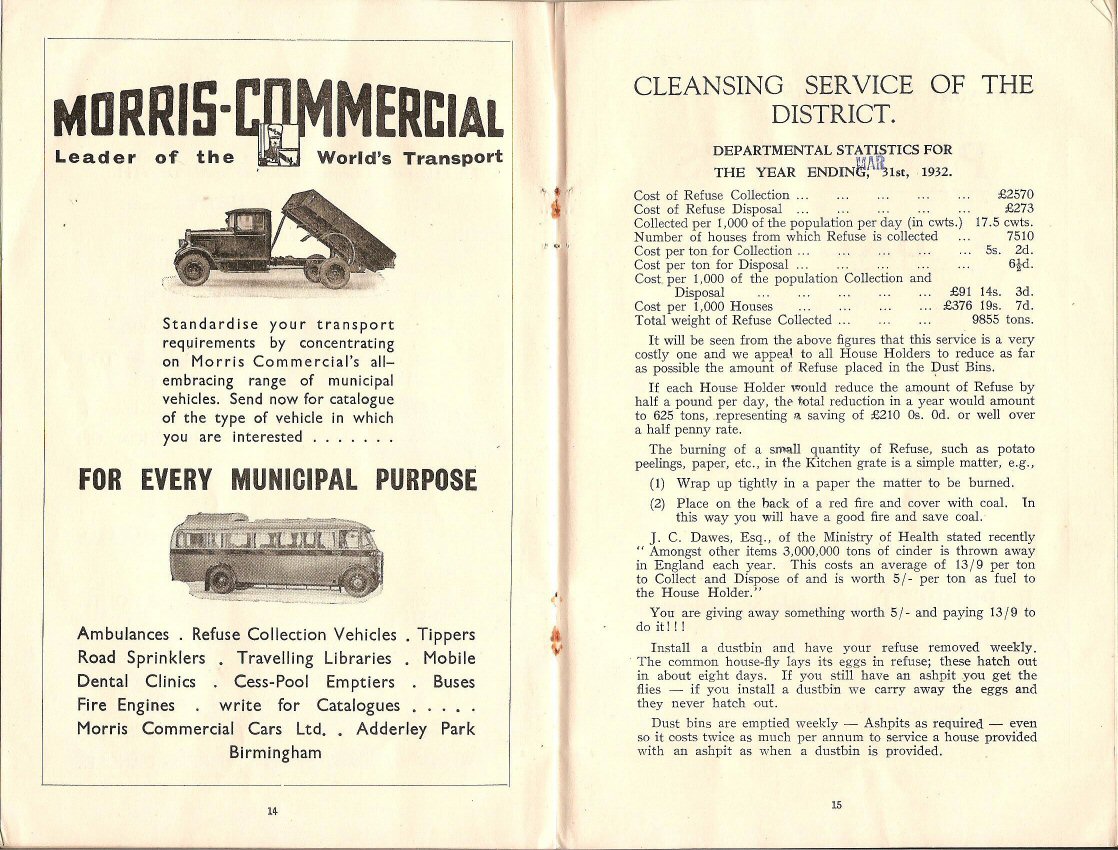 MORRIS-COMMERCIAL
Leader of the World's Transport
Standardise your transport
requirements by concentrating
on Morris Commercial's all-
embracing range of municipal
vehicles. Send now for catalogue
of the type of vehicle in which
you are interested . . . . . . .
FOR EVERY MUNICIPAL PURPOSE
Ambulances . Refuse Collection Vehicles . Tippers
Road Sprinklers . Travelling Libraries . Mobile
Dental Clinics . Cess-Pool Emptiers . Buses
Fire Engines . write for Catalogues . . . . .
Morris Commercial Cars Ltd. . Adderley Park
Birmingham
14
CLEANSING SERVICE OF THE
DISTRICT.
DEPARTMENTAL STATISTICS FOR
MAR
THE YEAR ENDING, 31st, 1932.
Cost of Refuse Collection ... ... ... ... ... £2570
Cost of Refuse Disposal ... ... ... ... ... £273
Collected per 1,000 of the population per day (in cwts.) 17.5 cwts.
Number of houses from which Refuse is collected ... 7510
Cost per ton for Collection ... ... ... ... ... 5s. 2d.
Cost per ton for Disposal ... ... ... ... ... 6½d.
Cost per 1,000 of the population Collection and
Disposal ... ... ... ... ... £91 14s. 3d.
Cost per 1,000 Houses ... ... ... ... £376 19s. 7d.
Total weight of Refuse Collected ... ... ... 9855 tons.
It will be seen from the above figures that this service is a very
costly one and we appeal to all House Holders to reduce as far
as possible the amount of Refuse placed in the Dust Bins.
If each House Holder would reduce the amount of Refuse by
half a pound per day, the total reduction in a year would amount
to 625 tons, representing a saving of £210 0s. 0d. or well over
a half penny rate.
The burning of a small quantity of Refuse, such as potato
peelings, paper, etc., in the Kitchen grate is a simple matter, e.g.,
(1) Wrap up tightly in a paper the matter to be burned.
(2) Place on the back of a red fire and cover with coal. In
this way you will have a good fire and save coal.
J. C. Dawes, Esq., of the Ministry of Health stated recently
" Amongst other items 3,000,000 tons of cinder is thrown away
in England each year. This costs an average of 13/9 per ton
to Collect and Dispose of and is worth 5/- per ton as fuel to
the House Holder."
You are giving away something worth 5/- and paying 13/9 to
do it!!!
Install a dustbin and have your refuse removed weekly.
The common house-fly lays its eggs in refuse; these hatch out
in about eight days. If you still have an ashpit you get the
flies — if you install a dustbin we carry away the eggs and
they never hatch out.
Dust bins are emptied weekly — Ashpits as required — even
so it costs twice as much per annum to service a house provided
with an ashpit as when a dustbin is provided.
15